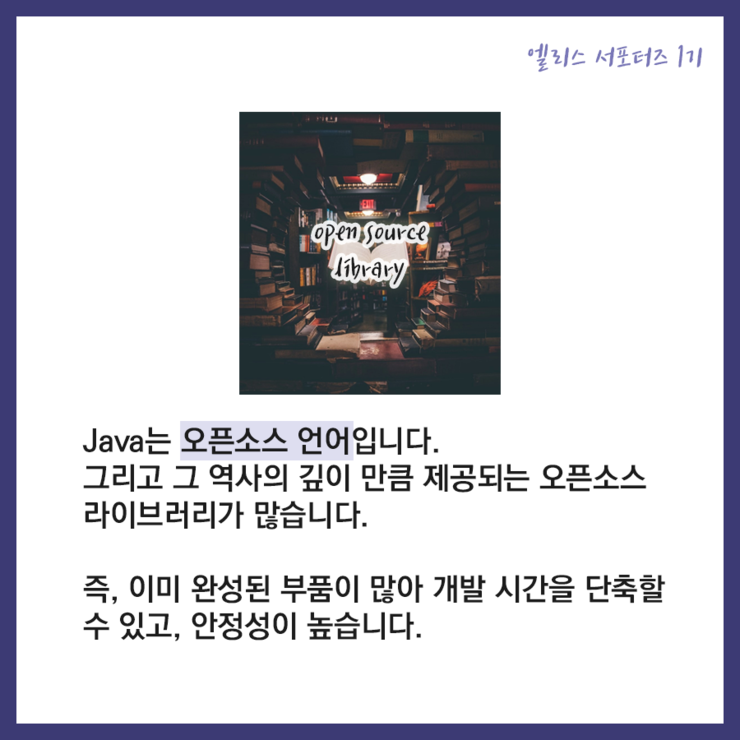 엘리스 서포터즈 1기
EXIT
open source
library
Java는 오픈소스 언어입니다.
그리고 그 역사의 깊이 만큼 제공되는 오픈소스
라이브러리가 많습니다.
즉, 이미 완성된 부품이 많아 개발 시간을 단축할
수 있고, 안정성이 높습니다.